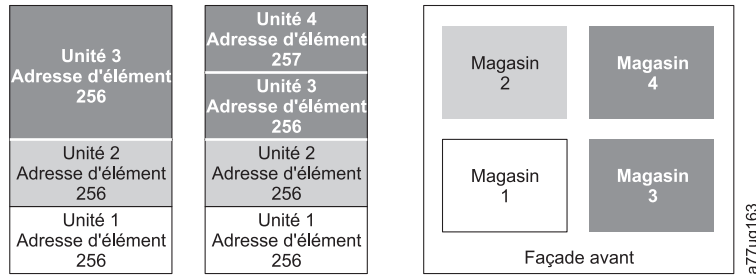 Unité 3
Adresse d'élément
256
Unité 2
Adresse d'élément
256
Unité 1
Adresse d'élément
256
Unité 4
Adresse d'élément
257
Unité 3
Adresse d'élément
256
Unité 2
Adresse d'élément
256
Unité 1
Adresse d'élément
256
Magasin
2
Magasin
4
Magasin
1
Magasin
3
Façade avant
a77ug163